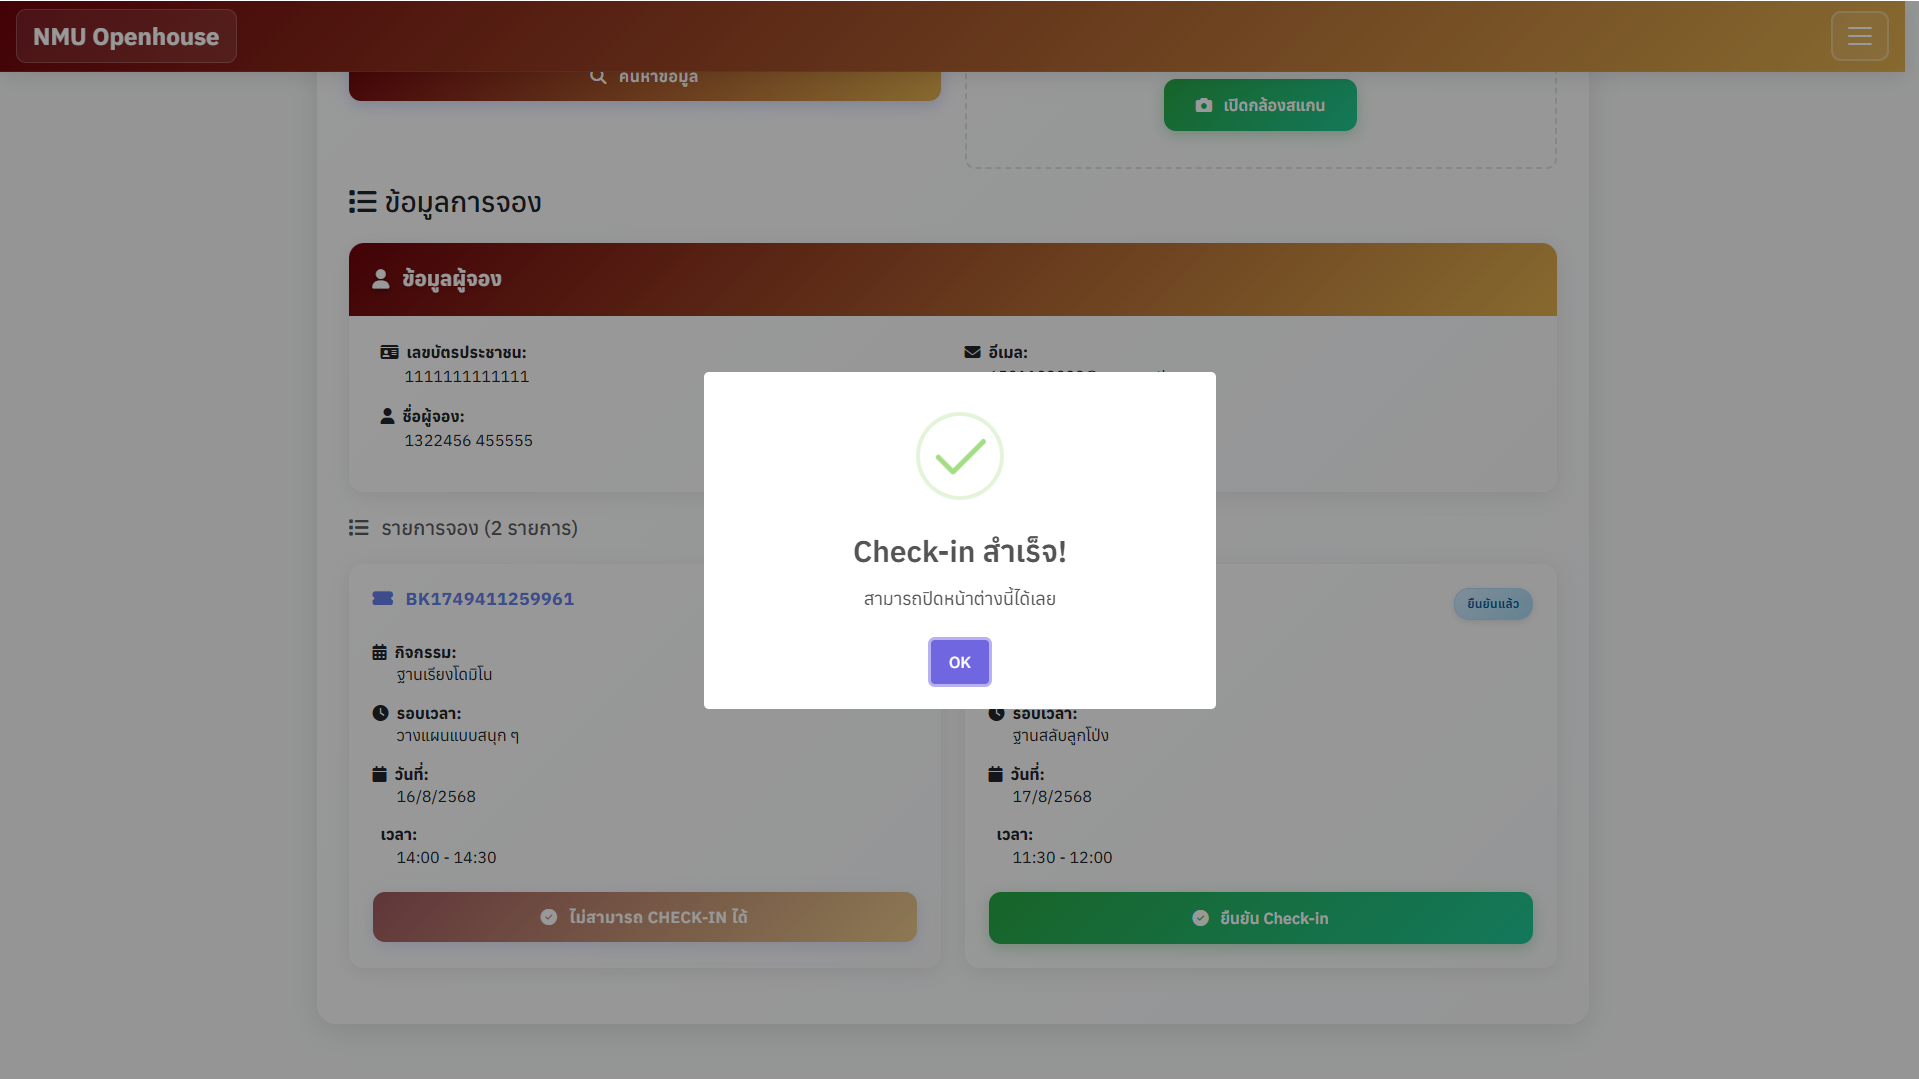 NMU Openhouse
ค้นหาข้อมูล
เปิดกล้องสแกน
ข้อมูลการจอง
ข้อมูลผู้จอง
เลขบัตรประชาชน:
1111111111111
อีเมล:
ชื่อผู้จอง:
1322456 455555
รายการจอง (2 รายการ)
Check-in สำเร็จ!
สามารถปิดหน้าต่างนี้ได้เลย
OK
BK1749411259961
กิจกรรม:
ฐานเรียงโดมิโน
รอบเวลา:
วางแผนแบบสนุก ๆ
วันที่:
16/8/2568
เวลา:
14:00 - 14:30
ไม่สามารถ CHECK-IN ได้
ยืนยันแล้ว
รอบเวลา:
ฐานสลับลูกโป่ง
วันที่:
17/8/2568
เวลา:
11:30 - 12:00
ยืนยัน Check-in